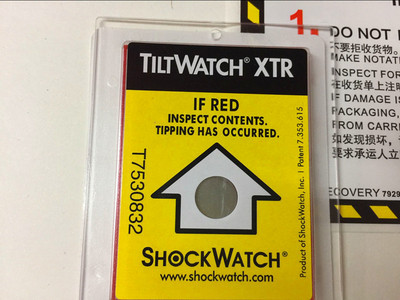 TILTWATCH® XTR
IF RED
INSPECT CONTENTS.
TIPPING HAS OCCURRED.
T7530832
SHOCKWATCH®
www.shockwatch.com
Product of ShockWatch, Inc. | Patent 7.353.615
1.
DO NOT
不要拒收货物。
MAKE NOTAT
INSPECT FOR
在收货单上注
IF DAMAGE IS
PACKAGING,
FROM CARRI
如发现损坏，
要求承运人立
ECOVERY 7929